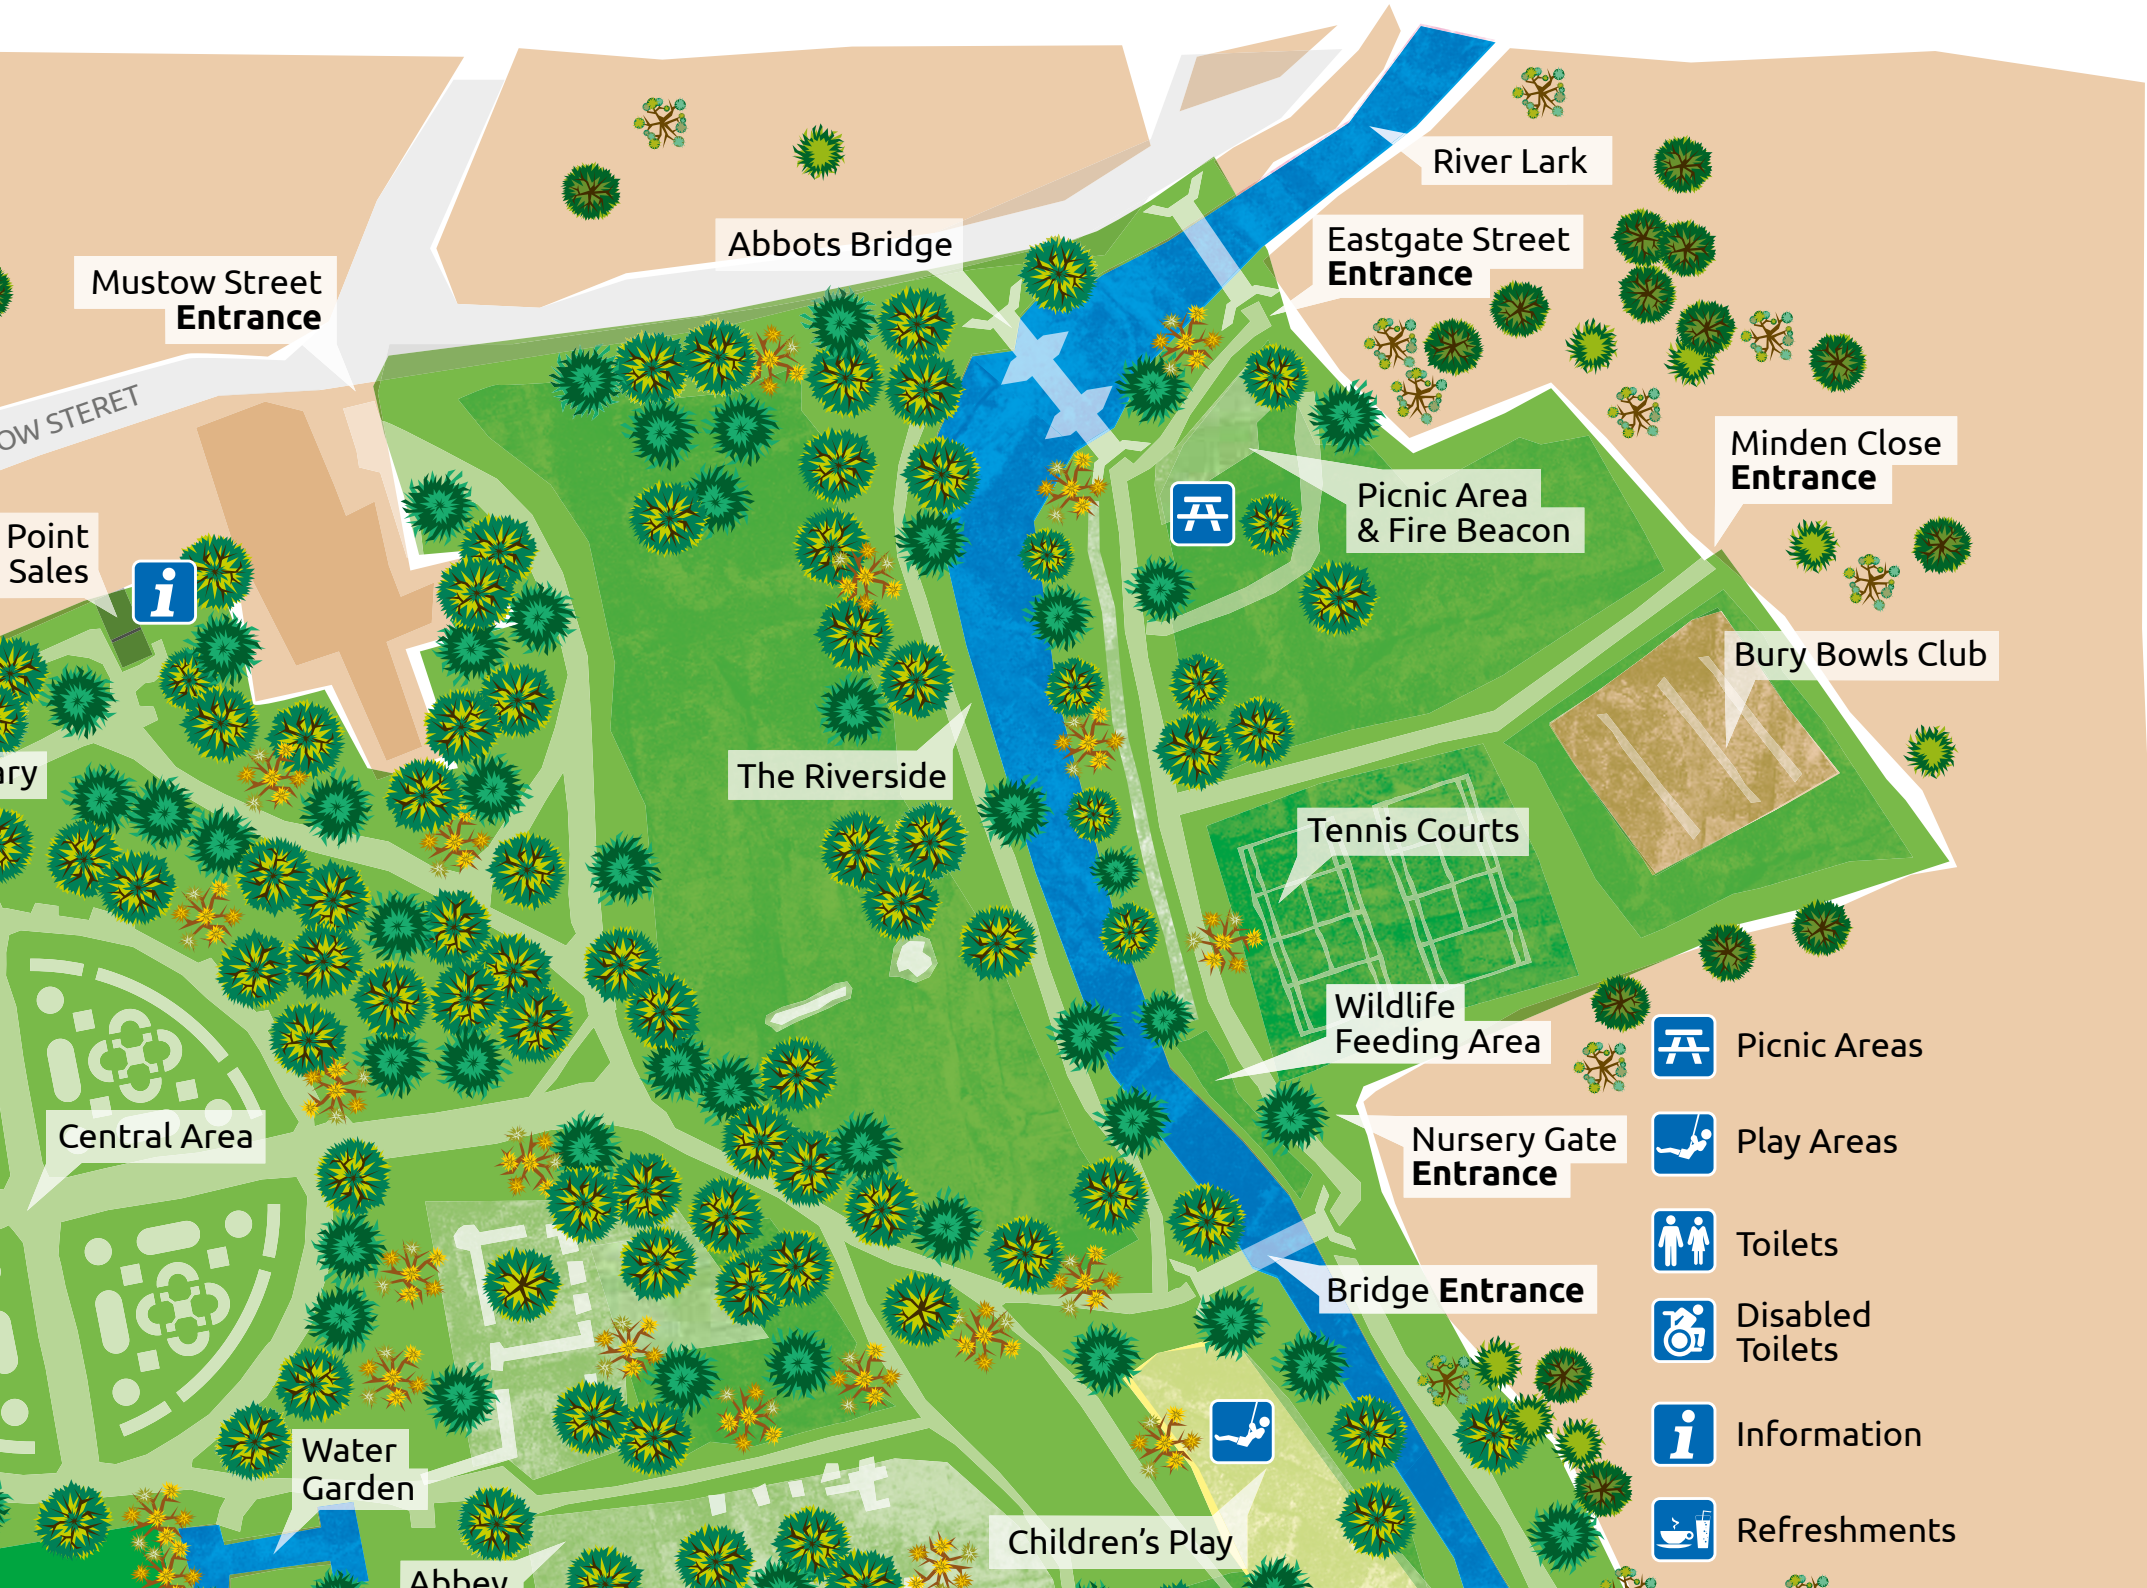 River Lark
Abbots Bridge
Eastgate Street
Entrance
Mustow Street
Entrance
OW STERET
Minden Close
Entrance
Picnic Area
& Fire Beacon
Point
Sales
Bury Bowls Club
The Riverside
ary
Tennis Courts
Wildlife
Feeding Area
Central Area
Nursery Gate
Entrance
Bridge Entrance
Water
Garden
Children's Play
Abbey
Picnic Areas
Play Areas
Toilets
Disabled
Toilets
Information
Refreshments